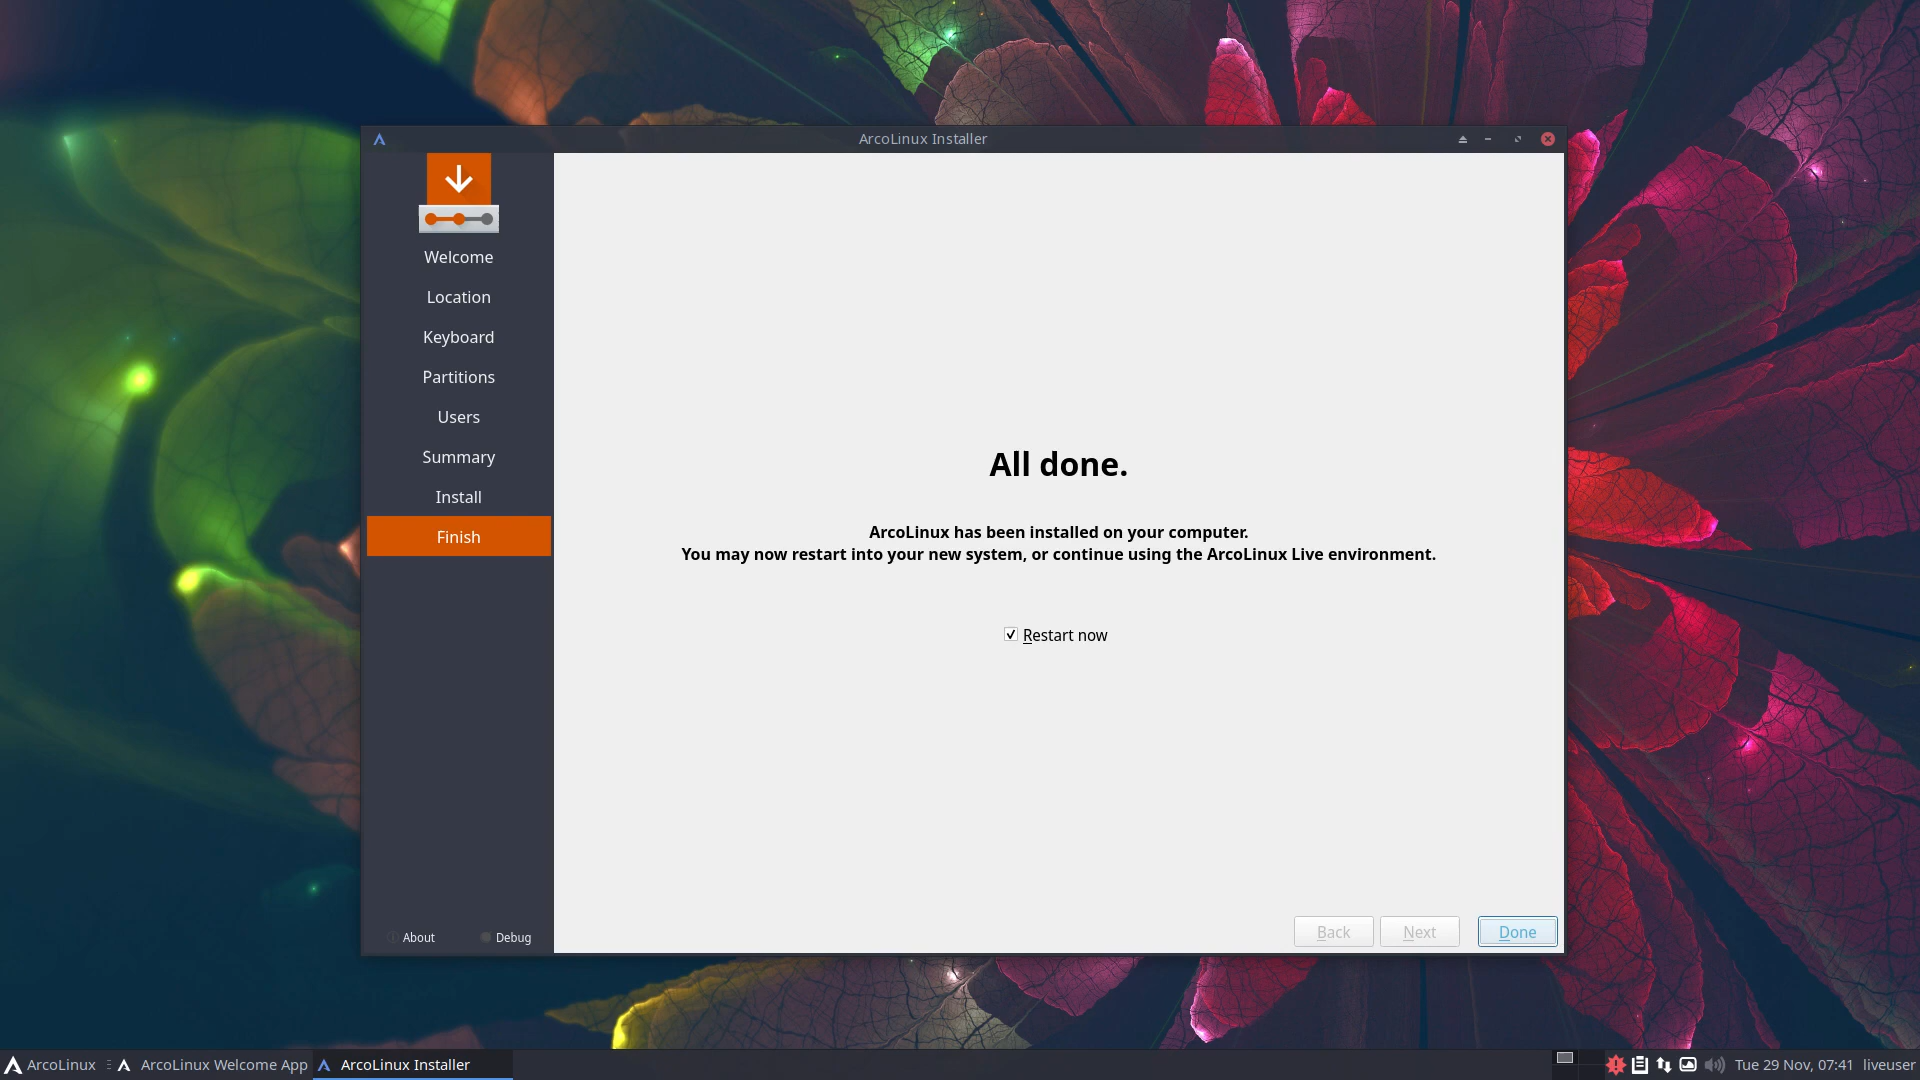 ArcoLinux Installer
Welcome
Location
Keyboard
Partitions
Users
Summary
Install
Finish
About
Debug
All done.
ArcoLinux has been installed on your computer.
You may now restart into your new system, or continue using the ArcoLinux Live environment.
Restart now
Back
Next
Done
ArcoLinux
ArcoLinux Welcome App
ArcoLinux Installer
Tue 29 Nov, 07:41
liveuser